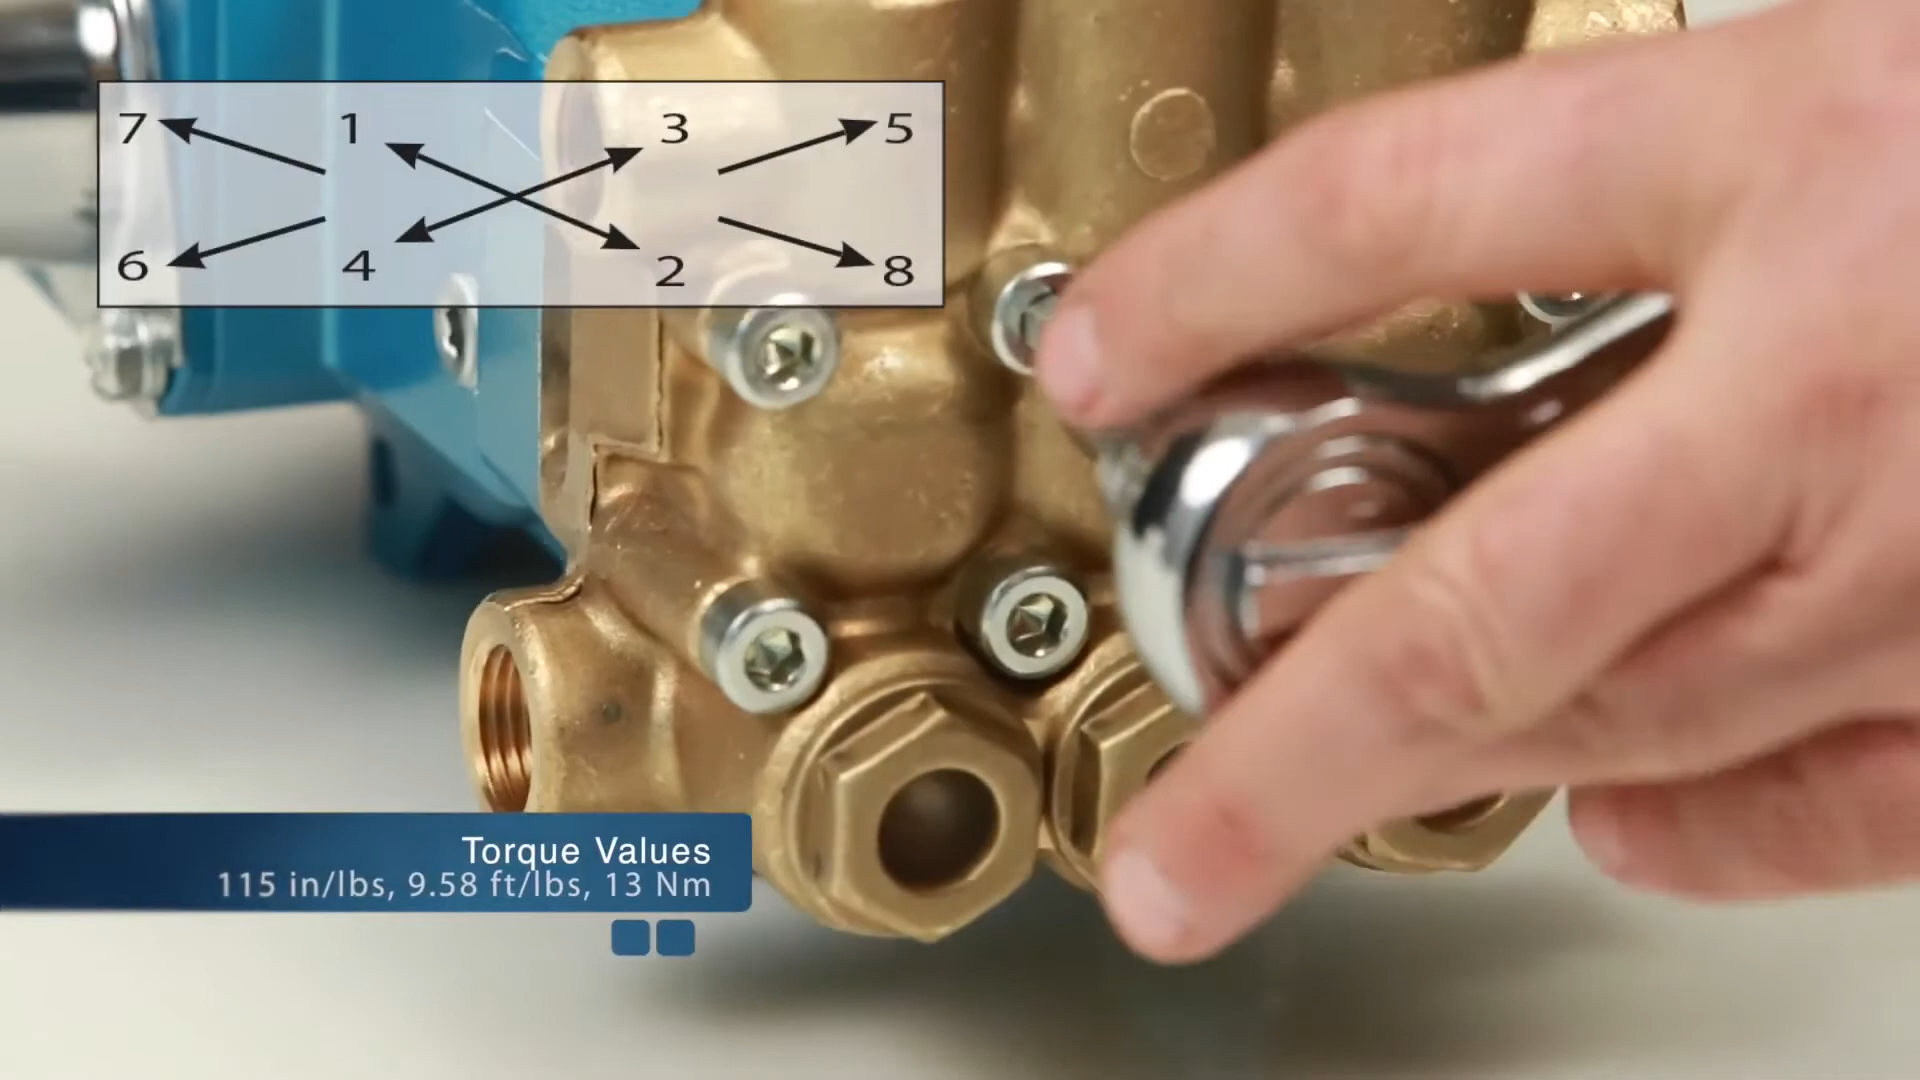 7 1 3 5
6 4 2 8
Torque Values
115 in/lbs, 9.58 ft/lbs, 13 Nm